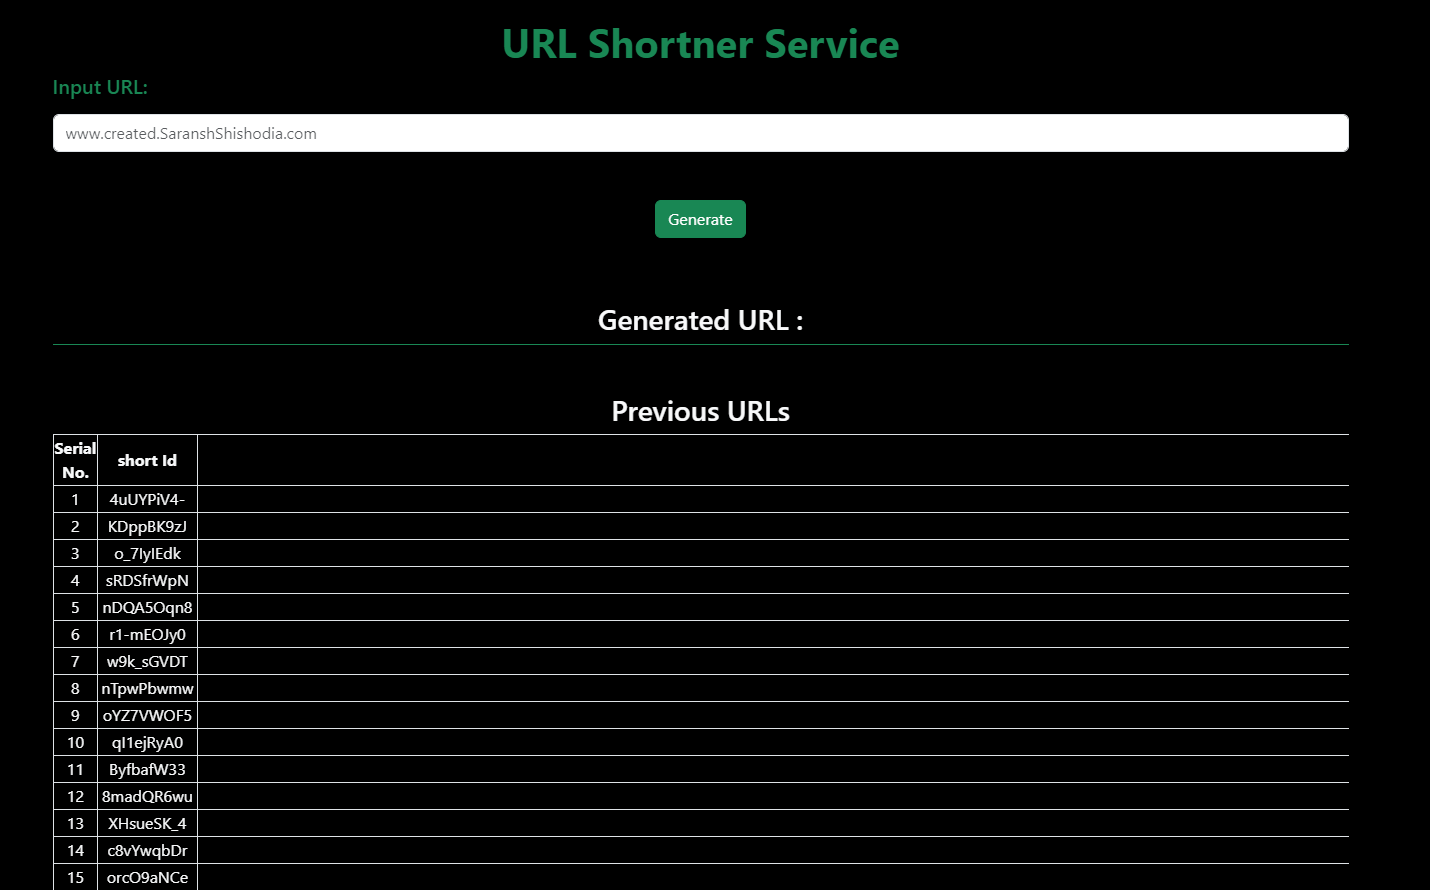 URL Shortner Service
Input URL:
www.created.SaranshShishodia.com
Generate
Generated URL :
Previous URLs
Serial No. short Id
1 4uUYPiV4-
2 KDppBK9zJ
3 o_7IyIEdk
4 sRDSfrWpN
5 nDQA5Oqn8
6 r1-mEOJy0
7 w9k_sGVDT
8 nTpwPbwmw
9 oYZ7VWOF5
10 qI1ejRyA0
11 ByfbafW33
12 8madQR6wu
13 XHsueSK_4
14 c8vYwqbDr
15 orcO9aNCe